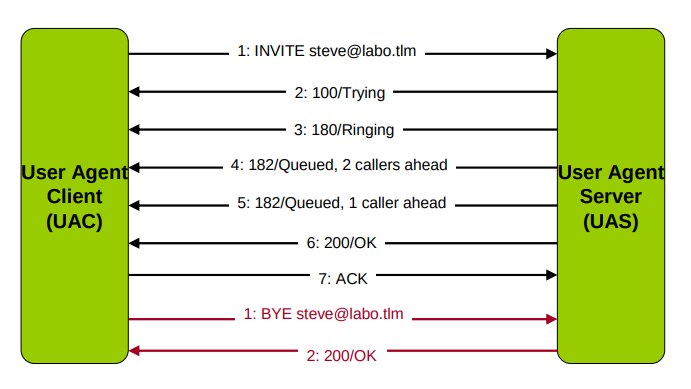 1: INVITE steve@labo.tlm
2: 100/Trying
3: 180/Ringing
4: 182/Queued, 2 callers ahead
User Agent
Client
(UAC)
User Agent
Server
(UAS)
5: 182/Queued, 1 caller ahead
6: 200/OK
7: ACK
1: BYE steve@labo.tlm
2: 200/OK